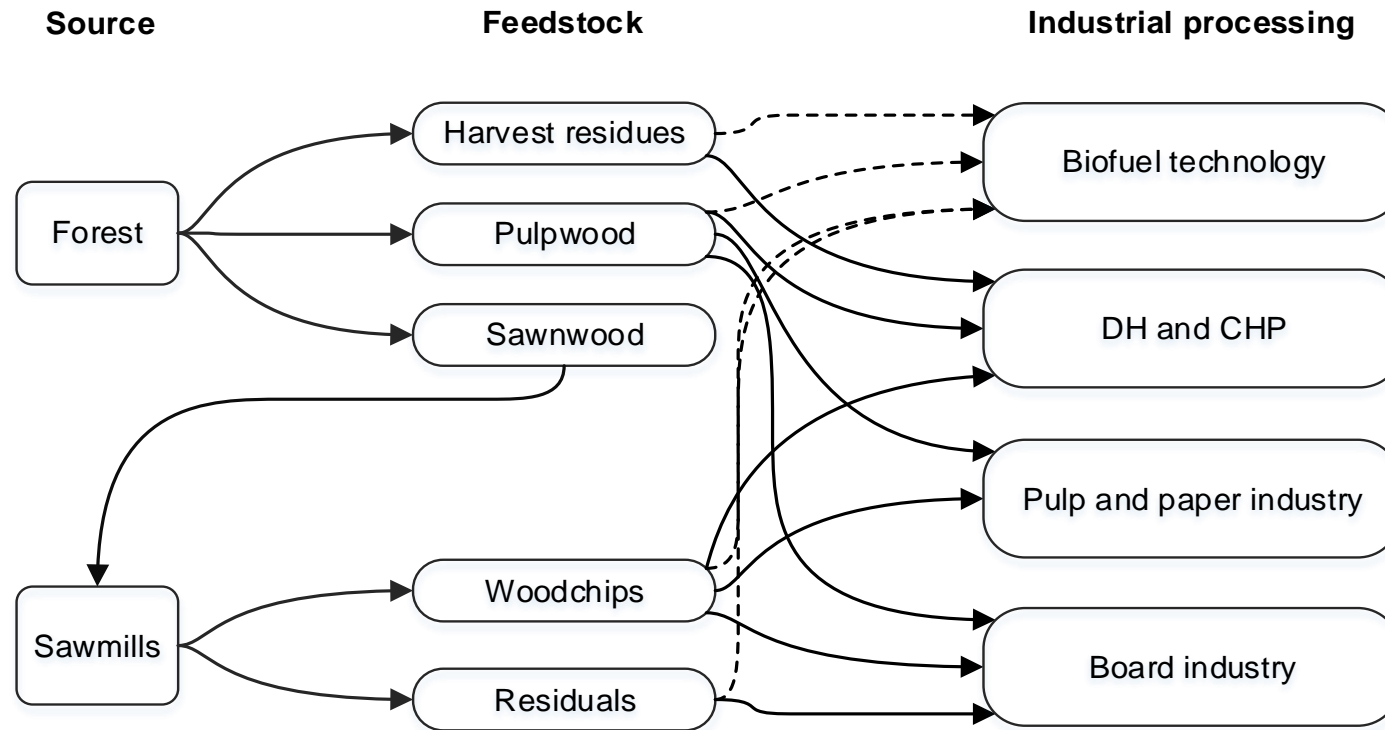 Source
Feedstock
Industrial processing
Harvest residues
Biofuel technology
Forest
Pulpwood
Sawnwood
DH and CHP
Pulp and paper industry
Woodchips
Sawmills
Board industry
Residuals